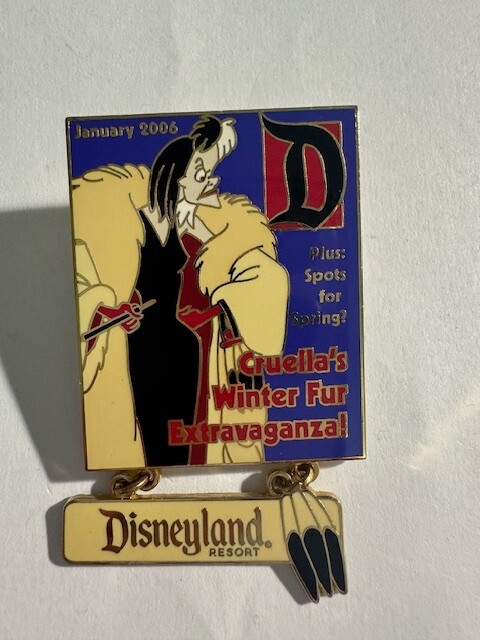 January 2006
D
Plus:
Spots
for
Spring?
Cruella's
Winter Fur
Extravaganza!
Disneyland®
RESORT